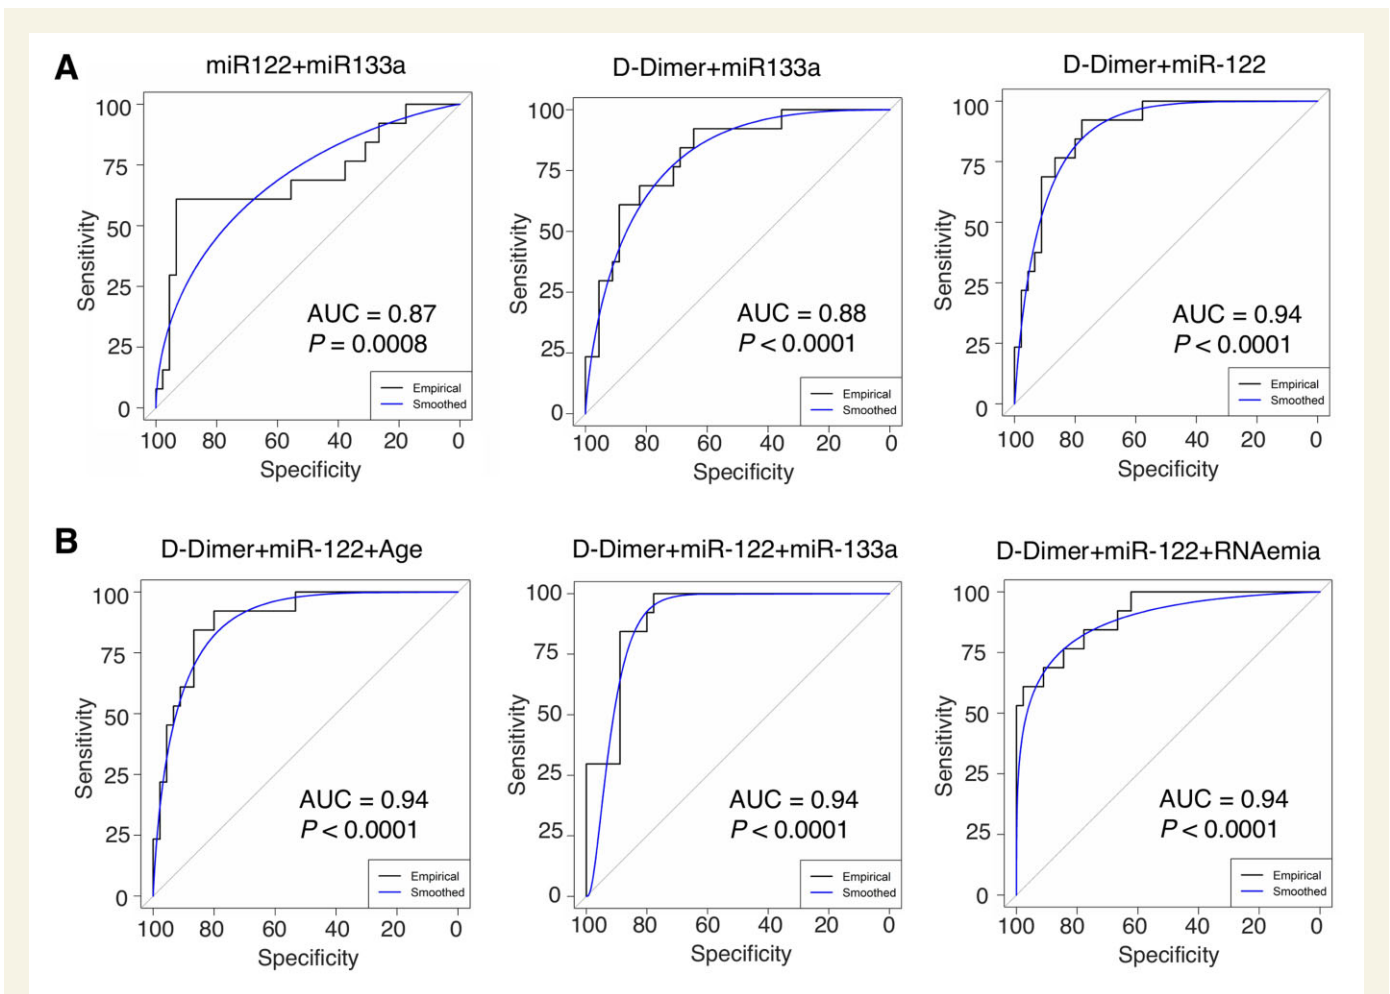 A
miR122+miR133a
100
75
50
25
0
Sensitivity
AUC = 0.87
P = 0.0008
Empirical
Smoothed
100 80 60 40 20 0
Specificity
D-Dimer+miR133a
100
75
50
25
25
0
Sensitivity
AUC = 0.88
P < 0.0001
Empirical
Smoothed
100 80 60 40 20 0
Specificity
D-Dimer+miR-122
100
75
50
25
25
0
Sensitivity
AUC = 0.94
P < 0.0001
Empirical
Smoothed
100 80 60 40 20 0
Specificity
B
D-Dimer+miR-122+Age
100
75
50
25
25
0
Sensitivity
AUC = 0.94
P < 0.0001
Empirical
Smoothed
100 80 60 40 20 0
Specificity
D-Dimer+miR-122+miR-133a
100
75
50
25
25
0
Sensitivity
AUC = 0.94
P < 0.0001
Empirical
Smoothed
100 80 60 40 20 0
Specificity
D-Dimer+miR-122+RNAemia
100
75
50
25
25
0
Sensitivity
AUC = 0.94
P < 0.0001
Empirical
Smoothed
100 80 60 40 20 0
Specificity